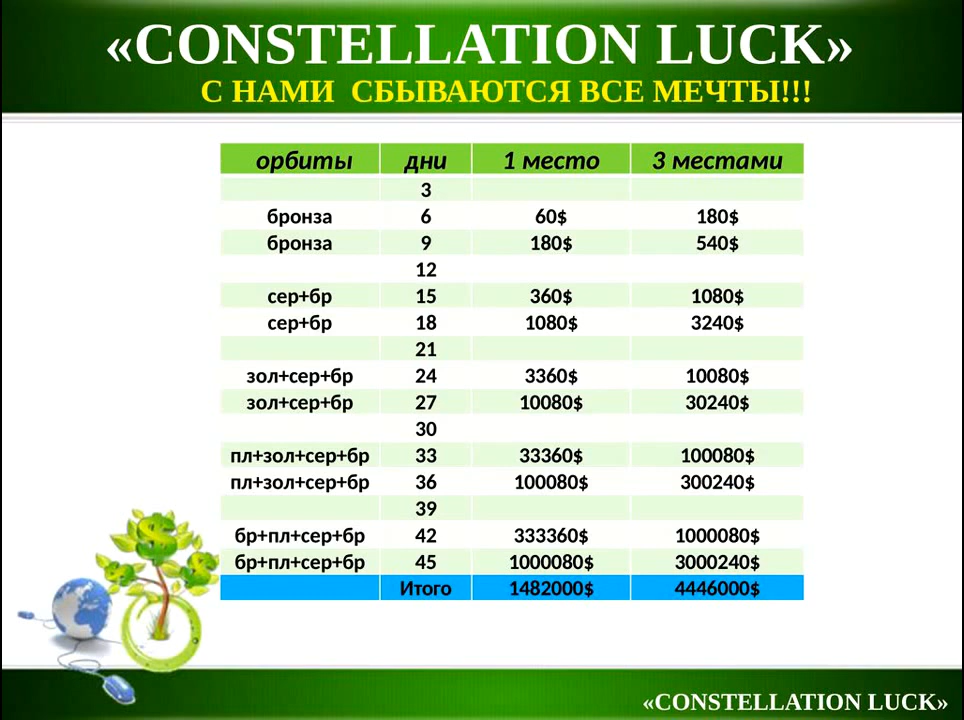 «CONSTELLATION LUCK»
С НАМИ СБЫВАЮТСЯ ВСЕ МЕЧТЫ!!!
орбиты дни 1 место 3 местами
3
бронза 6 60$ 180$
бронза 9 180$ 540$
12
сер+бр 15 360$ 1080$
сер+бр 18 1080$ 3240$
21
зол+сер+бр 24 3360$ 10080$
зол+сер+бр 27 10080$ 30240$
30
пл+зол+сер+бр 33 33360$ 100080$
пл+зол+сер+бр 36 100080$ 300240$
39
бр+пл+сер+бр 42 333360$ 1000080$
бр+пл+сер+бр 45 1000080$ 3000240$
Итого 1482000$ 4446000$
«CONSTELLATION LUCK»